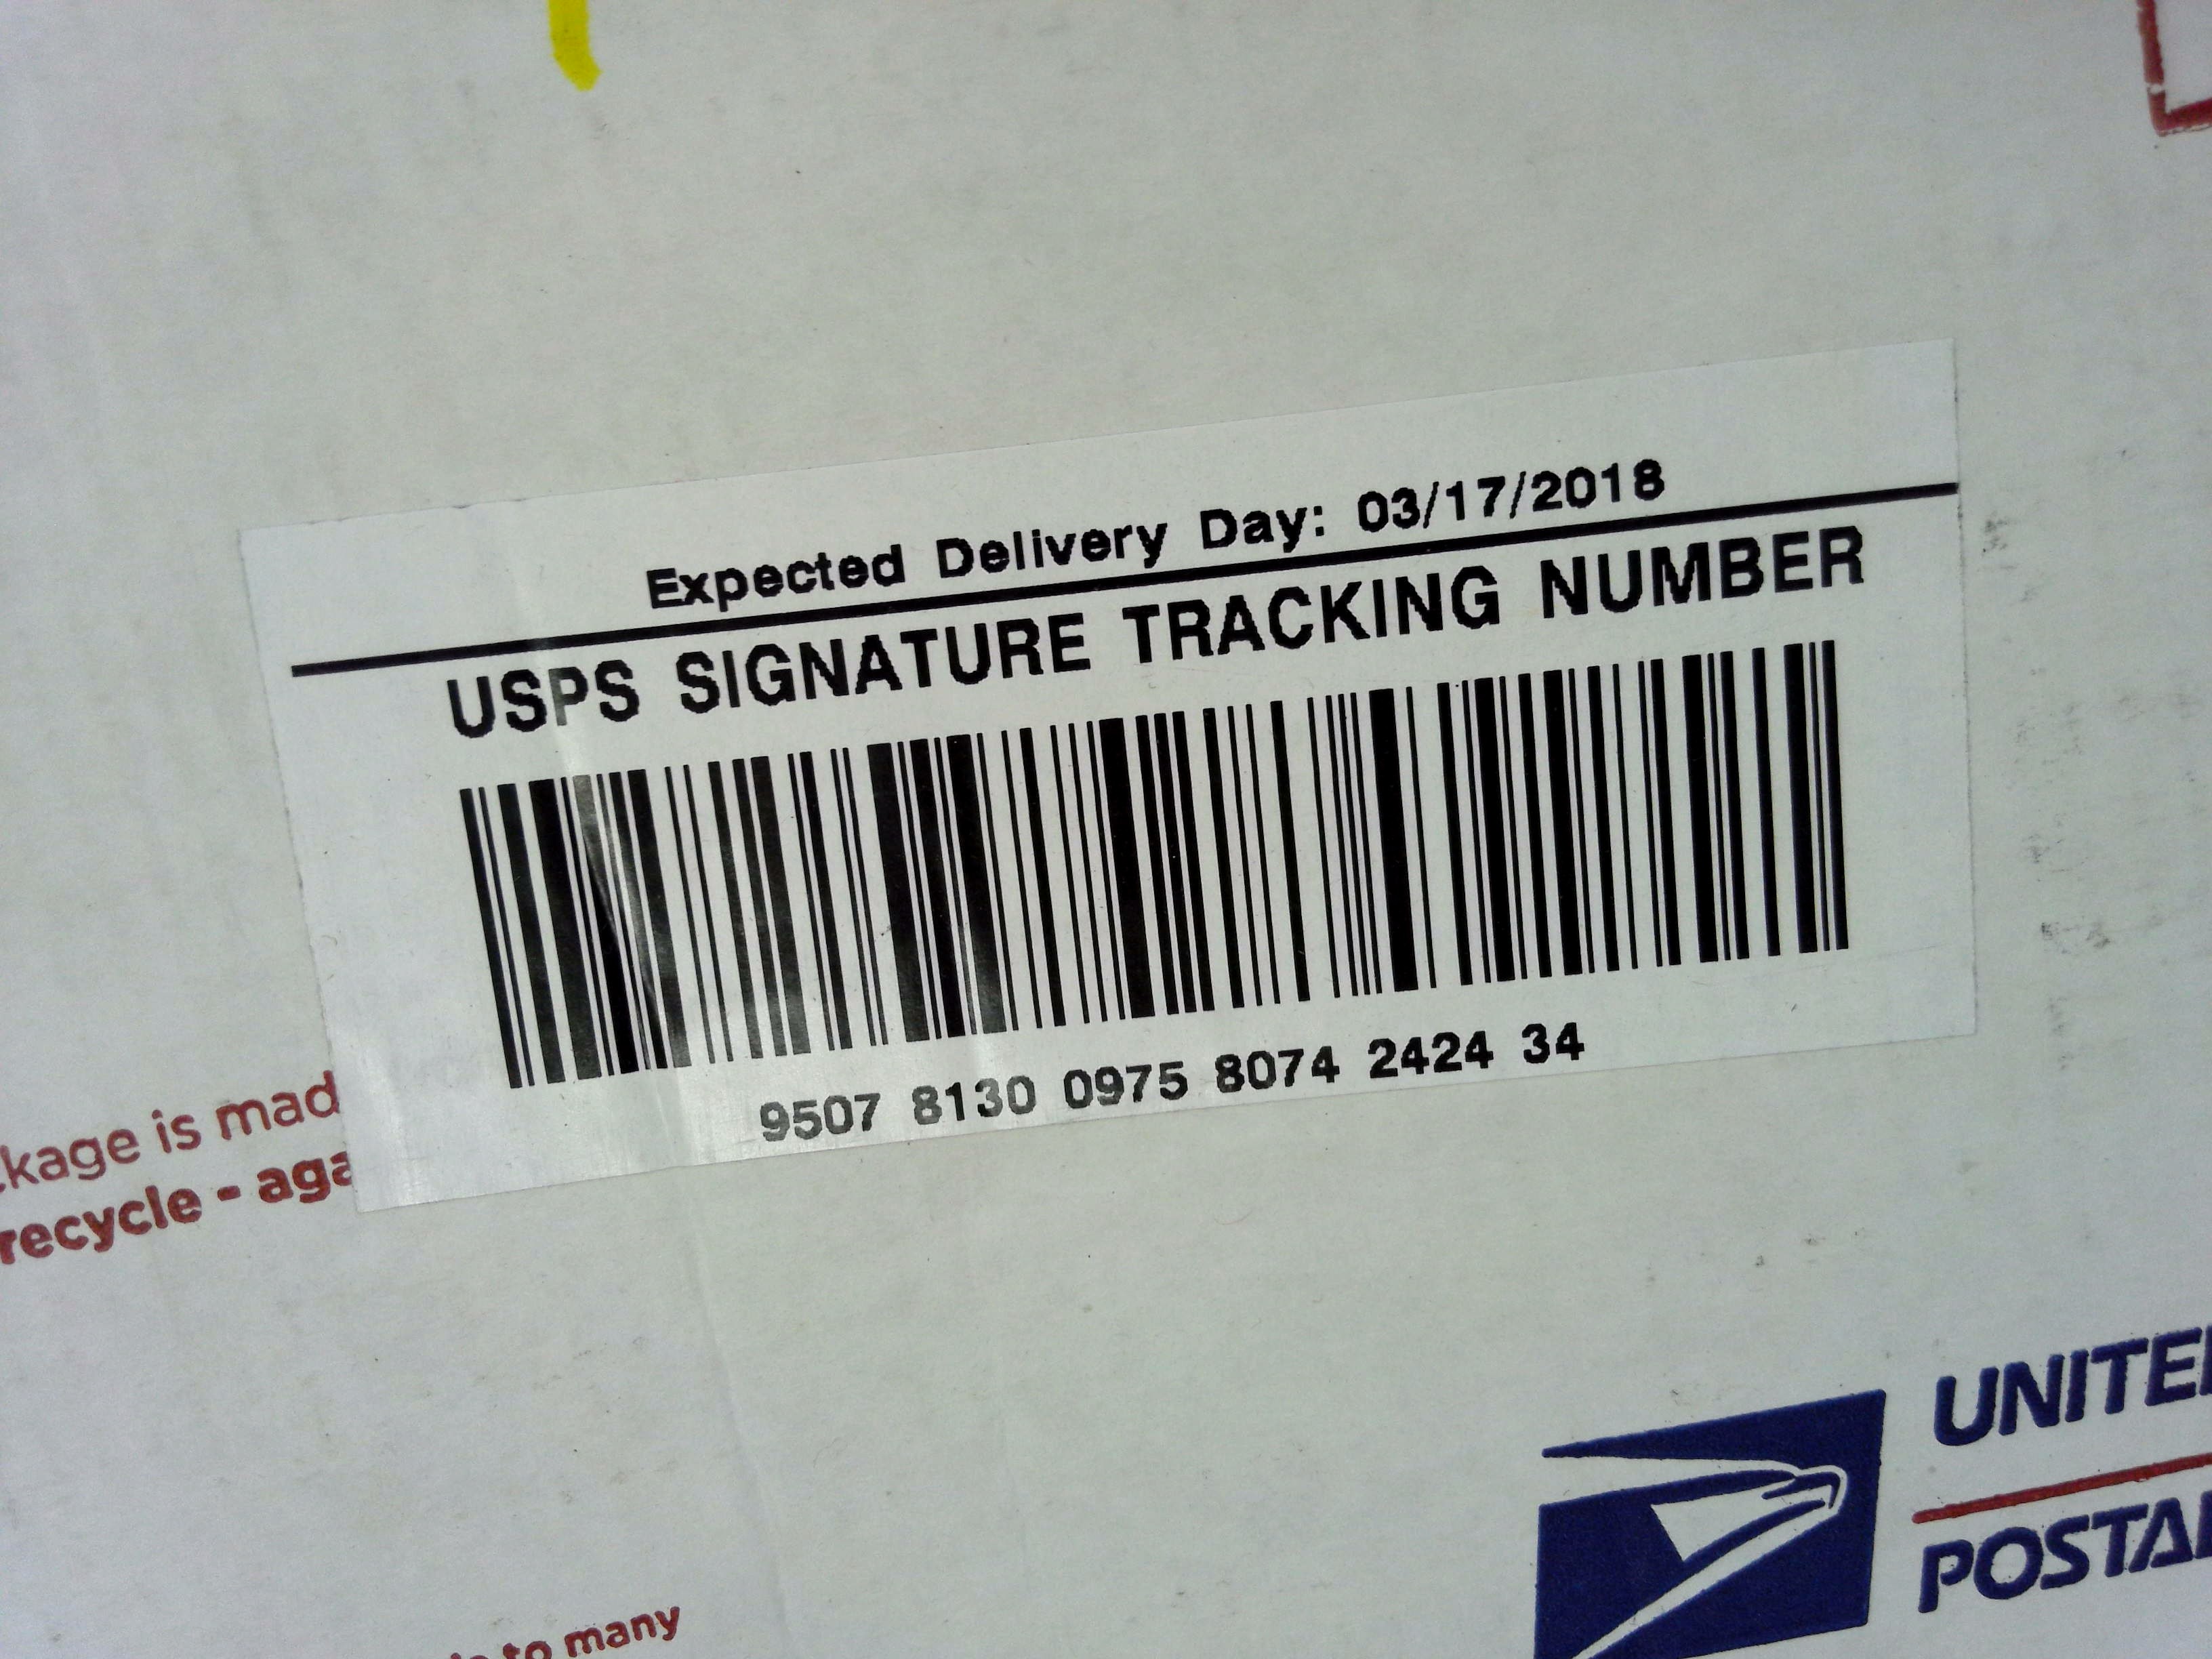 Expected Delivery Day: 03/17/2018
USPS SIGNATURE TRACKING NUMBER
9507 8130 0975 8074 2424 34
kage is mad
recycle - aga
to many
UNITE
POSTA